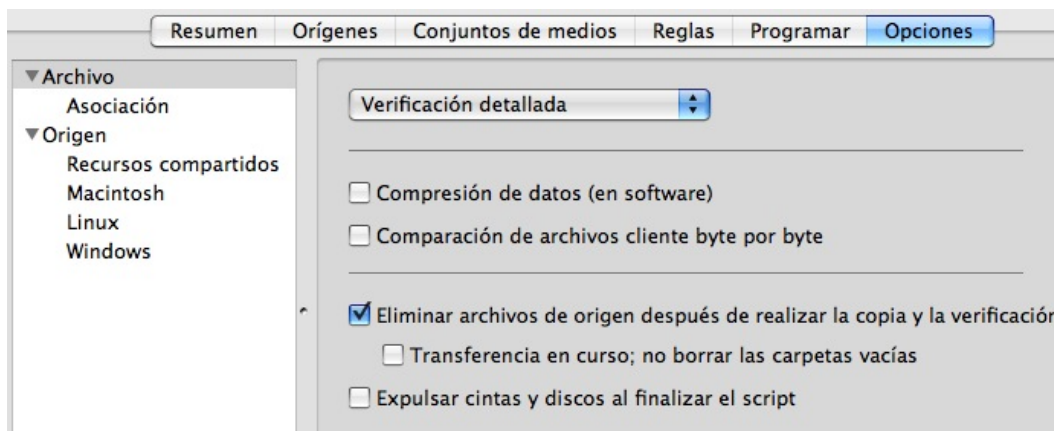 Resumen Orígenes Conjuntos de medios Reglas Programar Opciones
Archivo
Asociación
Origen
Recursos compartidos
Macintosh
Linux
Windows
Verificación detallada
Compresión de datos (en software)
Comparación de archivos cliente byte por byte
Eliminar archivos de origen después de realizar la copia y la verificación
Transferencia en curso; no borrar las carpetas vacías
Expulsar cintas y discos al finalizar el script